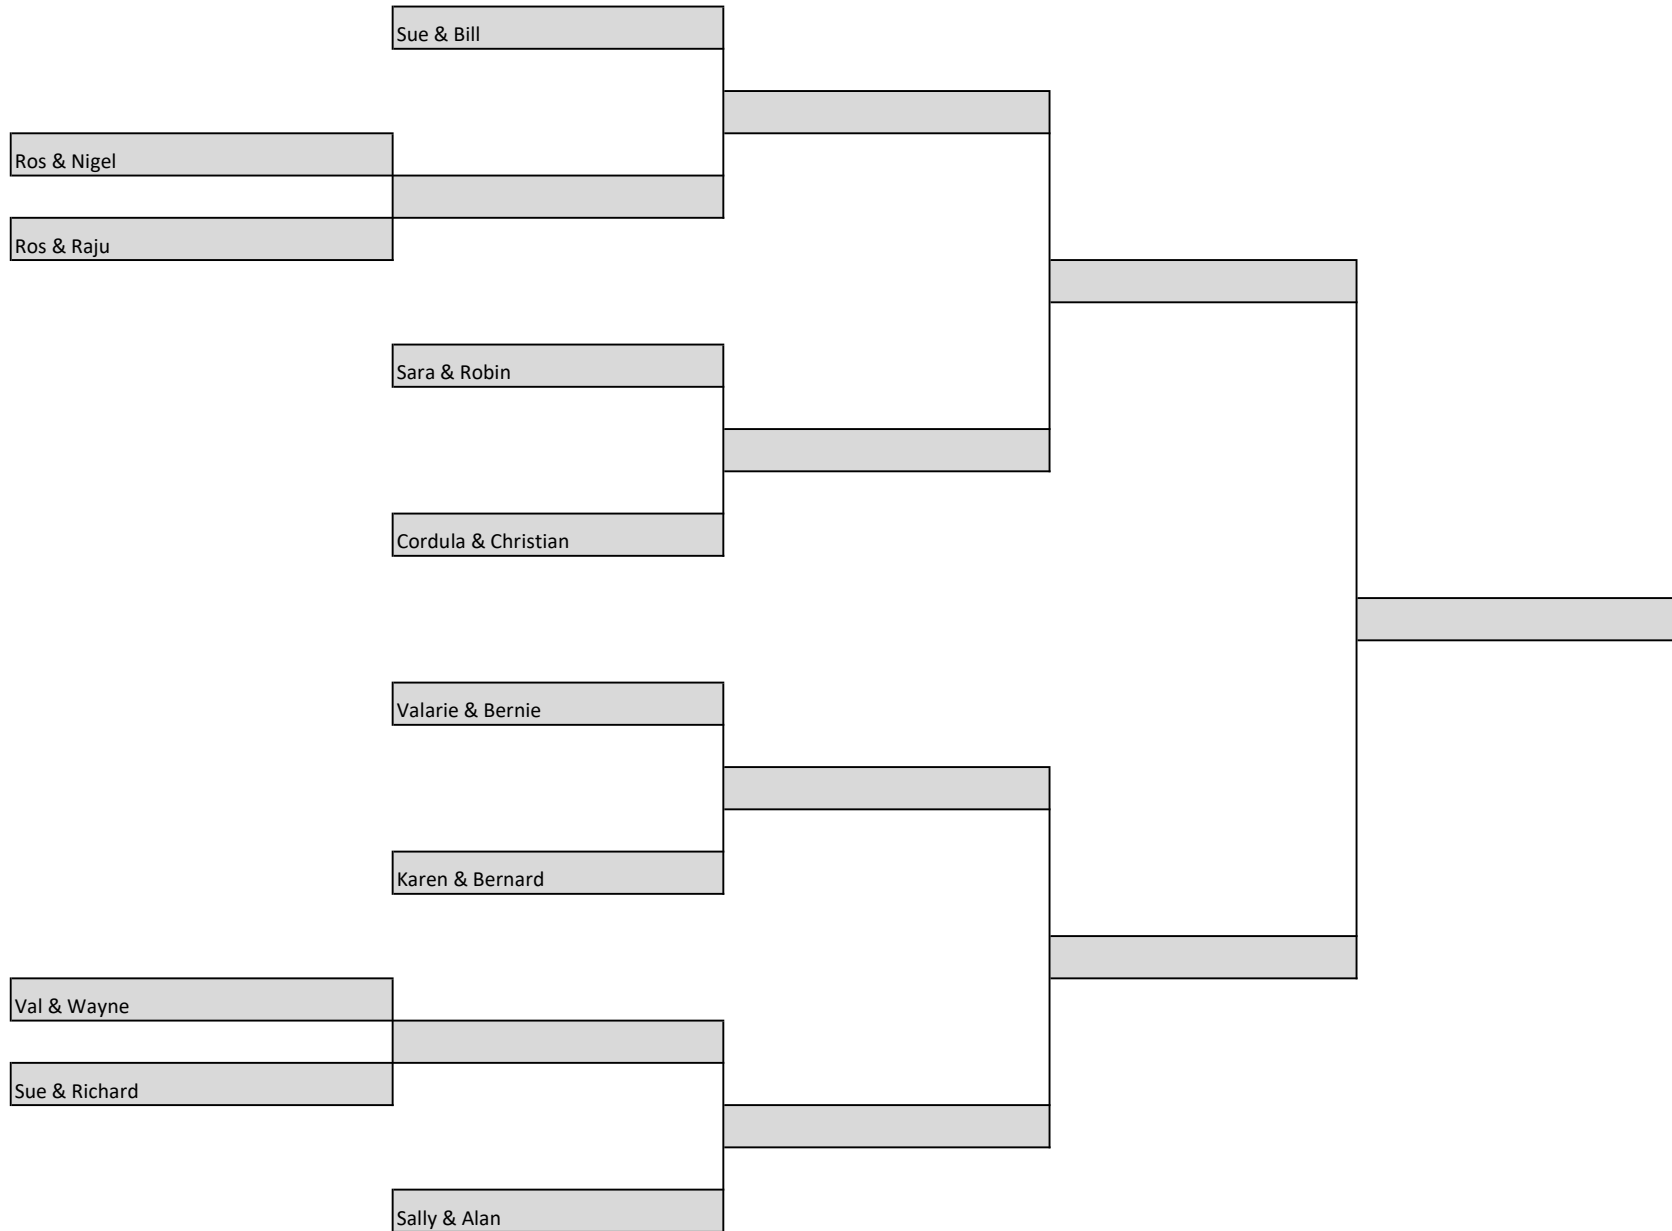 Sue & Bill
Ros & Nigel
Ros & Raju
Sara & Robin
Cordula & Christian
Valarie & Bernie
Karen & Bernard
Val & Wayne
Sue & Richard
Sally & Alan